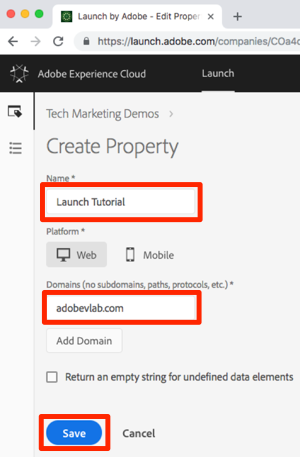 Launch by Adobe - Edit Prope
https://launch.adobe.com/companies/COa4c
Adobe Experience Cloud
Launch
Tech Marketing Demos
Create Property
Name *
Launch Tutorial
Platform *
Web
Mobile
Domains (no subdomains, paths, protocols, etc.) *
adobevlab.com
Add Domain
Return an empty string for undefined data elements
Save
Cancel